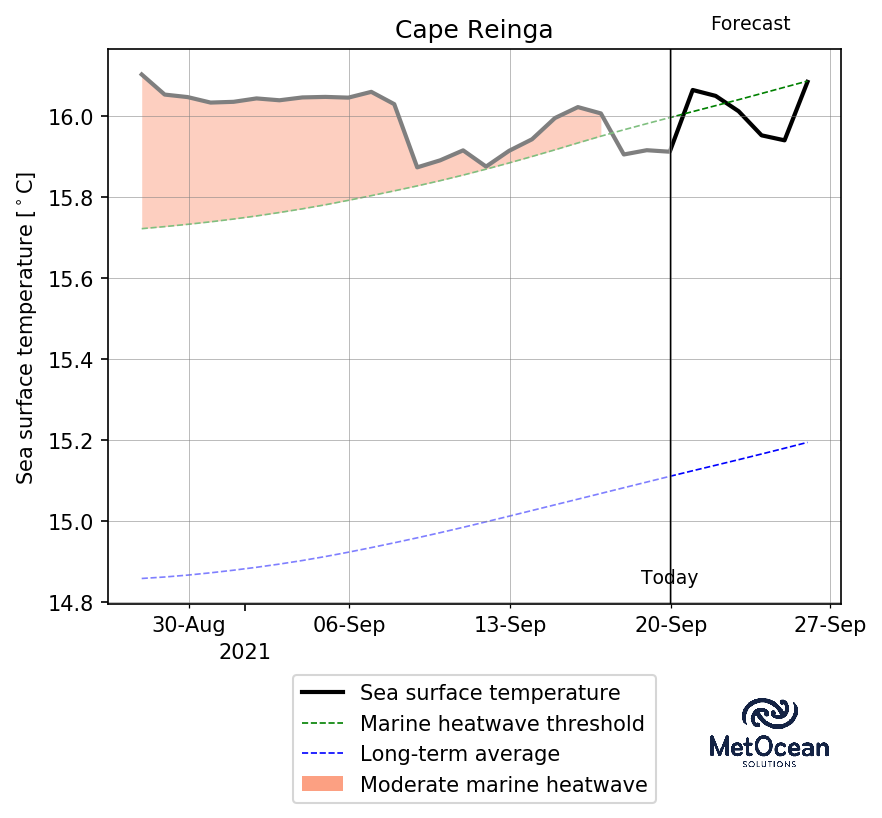 Forecast
Cape Reinga
Sea surface temperature [°C]
16.0
15.8
15.6
15.4
15.2
15.0
14.8
Today
30-Aug 06-Sep 13-Sep 20-Sep 27-Sep
2021
Sea surface temperature
Marine heatwave threshold
Long-term average
Moderate marine heatwave
MetOcean
SOLUTIONS